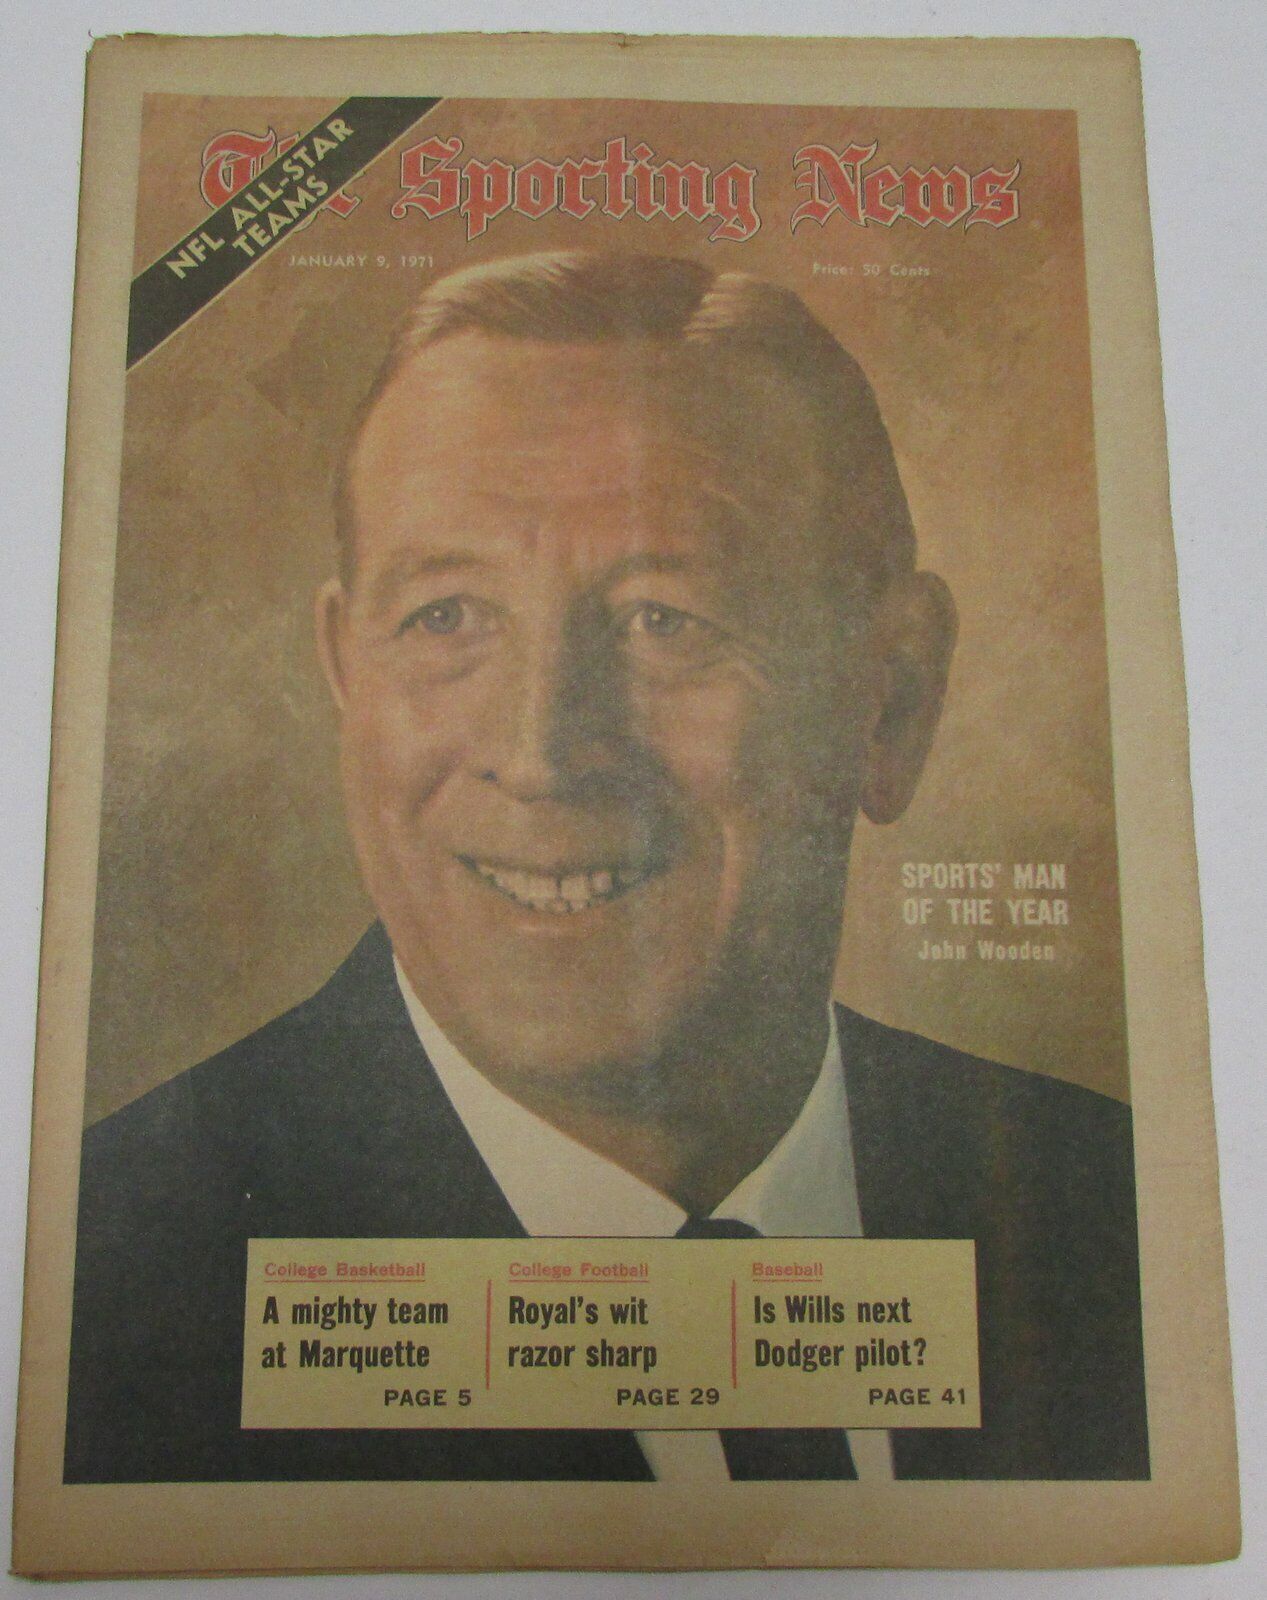 NFL ALL-STAR
TEAMS
The Sporting News
JANUARY 9, 1971
Price: 50 Cents
SPORTS' MAN
OF THE YEAR
John Wooden
College Basketball
A mighty team
at Marquette
PAGE 5
College Football
Royal's wit
razor sharp
PAGE 29
Baseball
Is Wills next
Dodger pilot?
PAGE 41